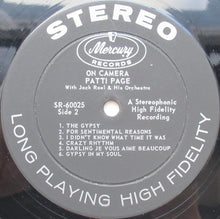 STEREO
Mercury
RECORDS
ON CAMERA
PATTI PAGE
With Jack Rael & His Orchestra
SR-60025
Side 2
A Stereophonic
High Fidelity
Recording
1. THE GYPSY
2. FOR SENTIMENTAL REASONS
3. I DIDN'T KNOW WHAT TIME IT WAS
4. CRAZY RHYTHM
5. DARLING JE VOUS AIME BEAUCOUP
6. GYPSY IN MY SOUL
LONG PLAYING HIGH FIDELITY